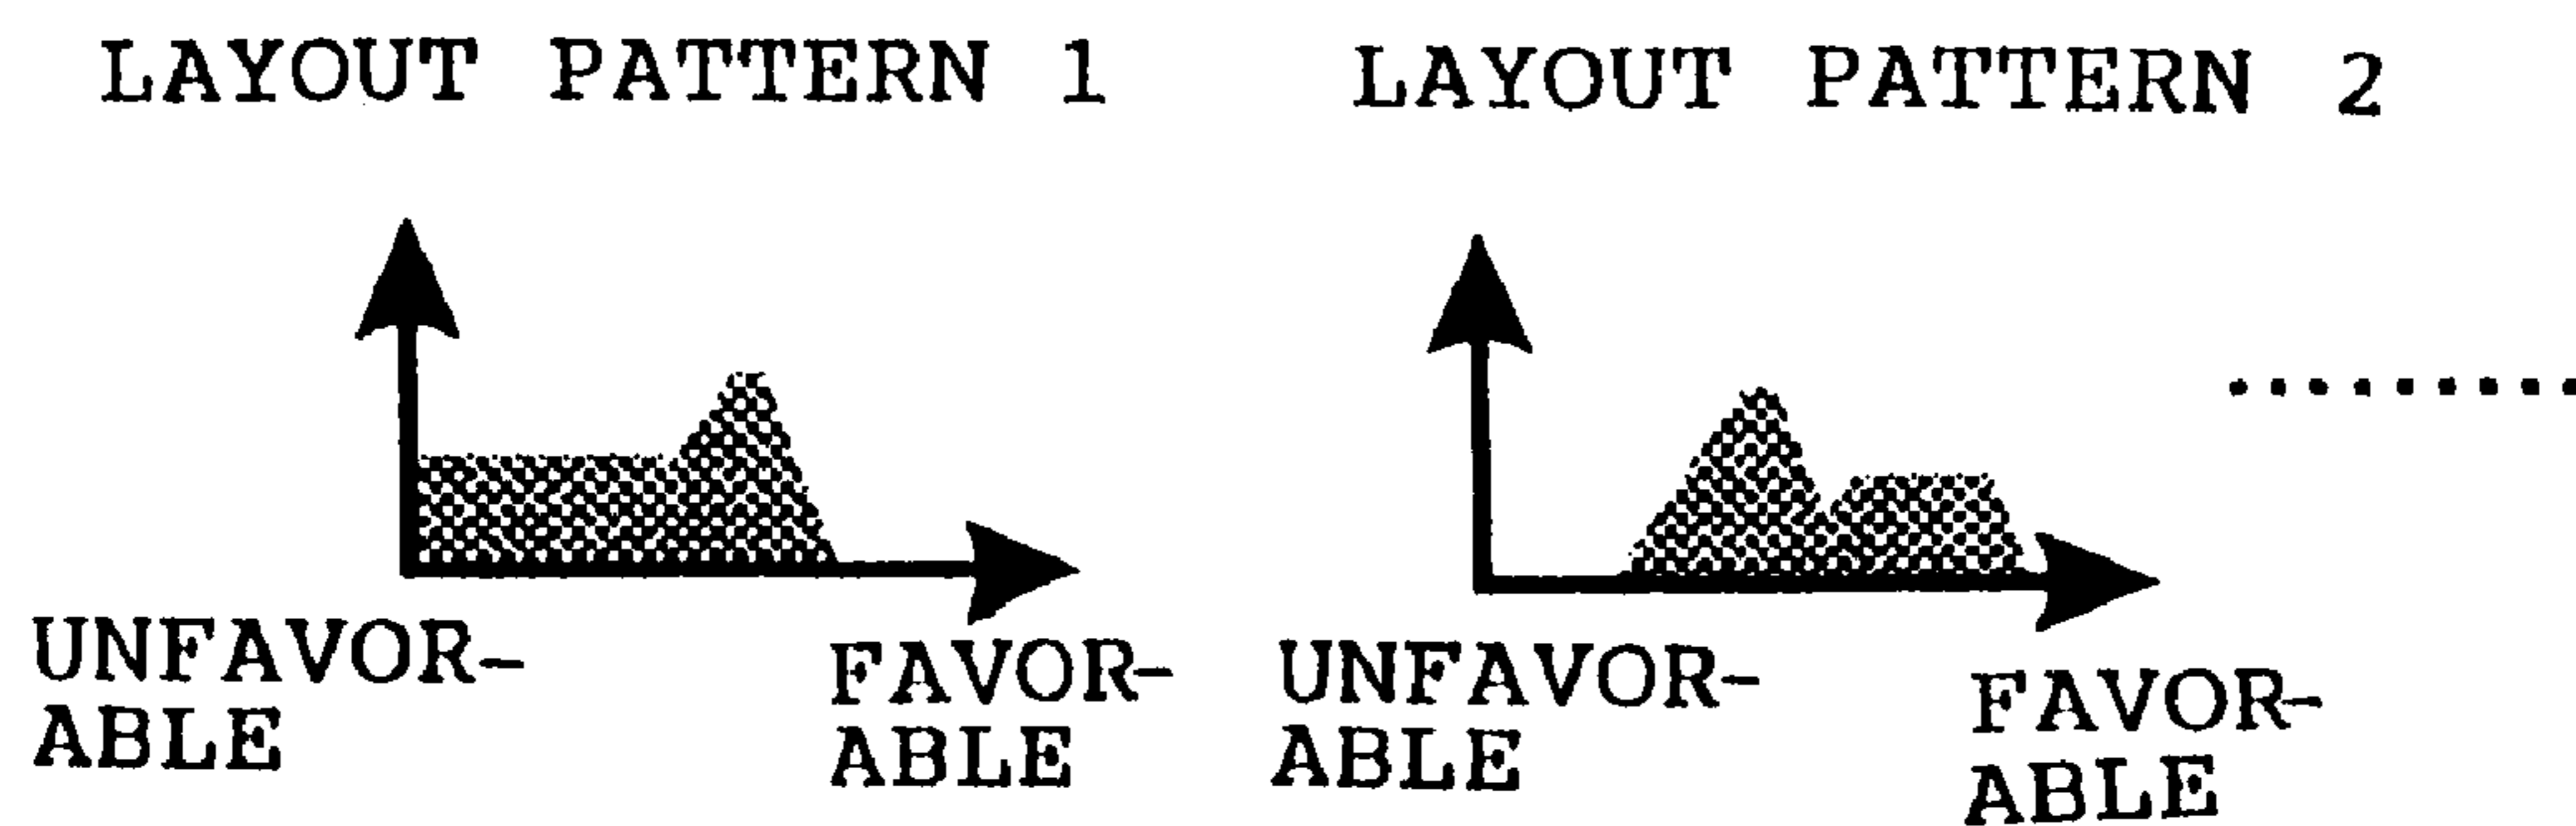 LAYOUT PATTERN 1
LAYOUT PATTERN 2
UNFAVOR-
ABLE
FAVOR-
ABLE
UNFAVOR-
ABLE
FAVOR-
ABLE